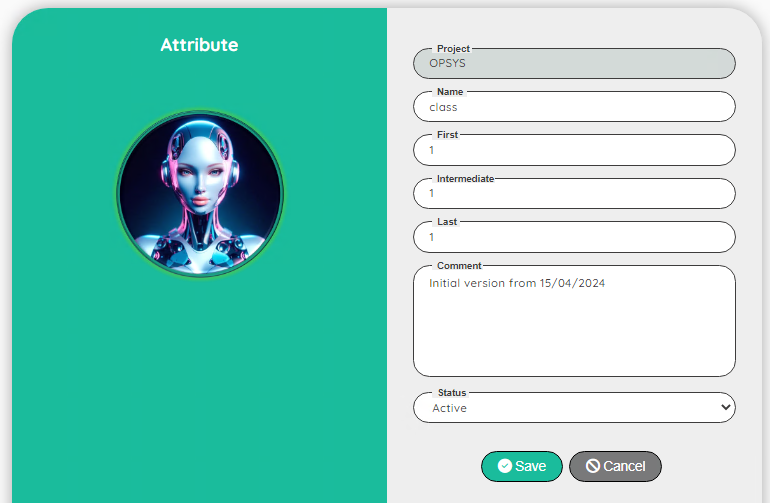 Attribute
Project
OPSYS
Name
class
First
1
Intermediate
1
Last
1
Comment
Initial version from 15/04/2024
Status
Active
Save Cancel